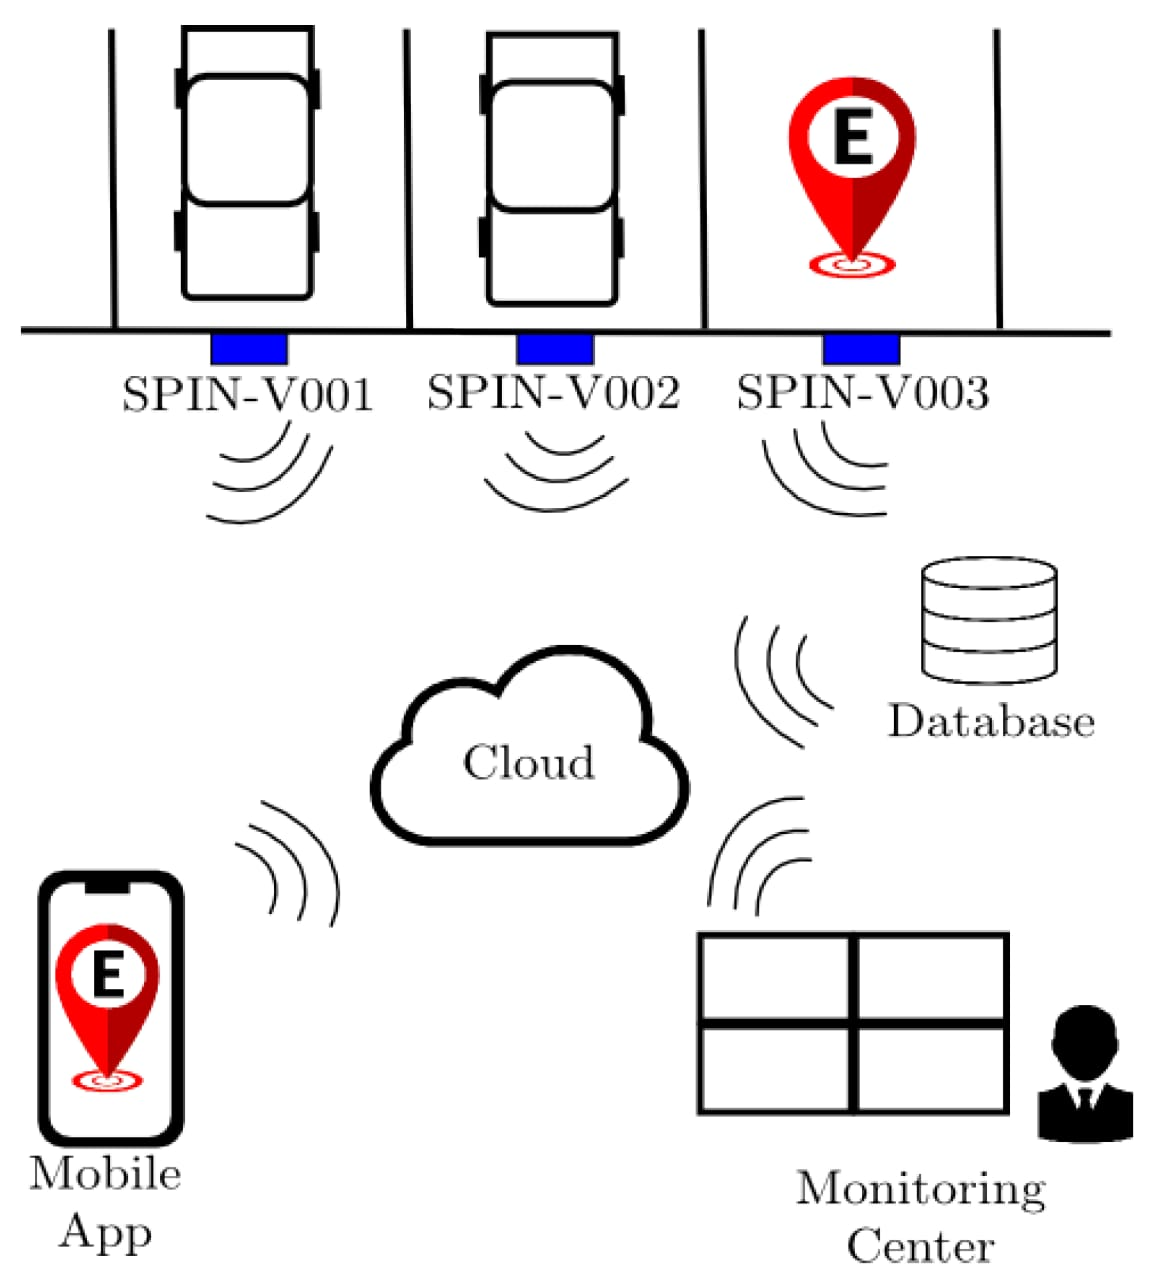 E
SPIN-V001
SPIN-V002
SPIN-V003
Database
Cloud
E
Mobile
App
Monitoring
Center